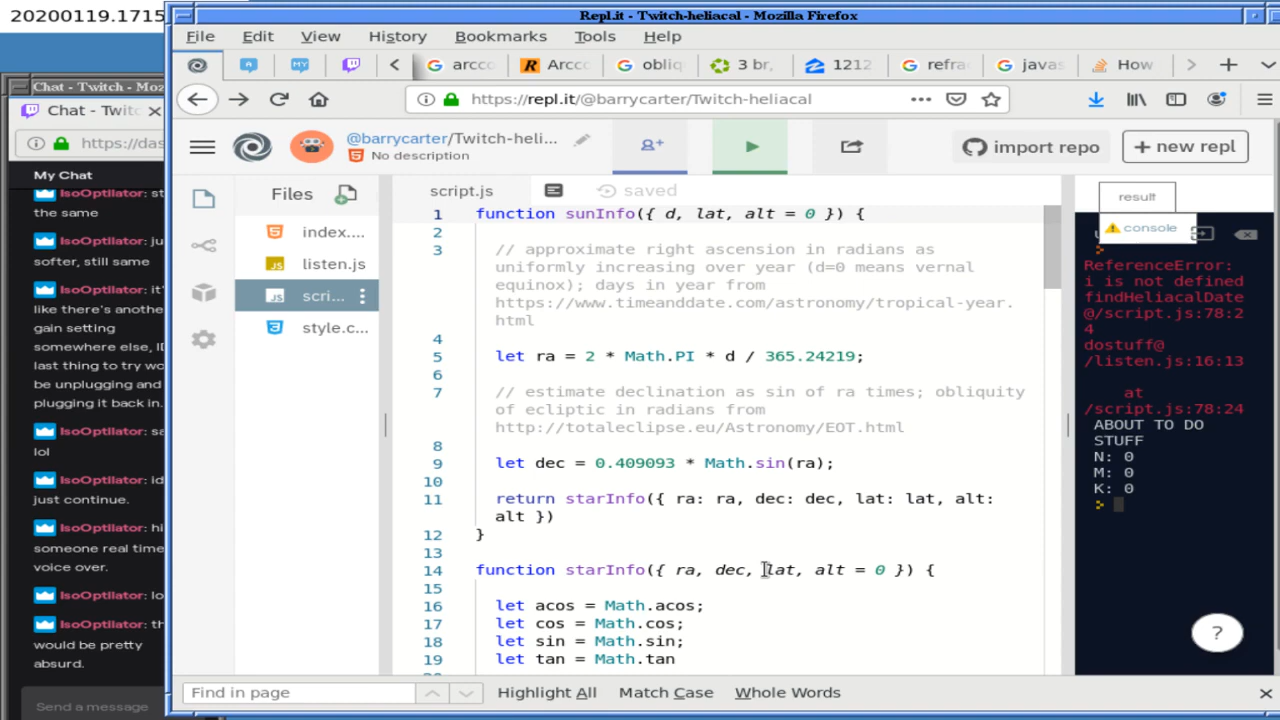 20200119.1715
Repl.it - Twitch-heliacal - Mozilla Firefox
File Edit View History Bookmarks Tools Help
arccc Arccc obliq 3 br, 1212 refra javas How
https://repl.it/@barrycarter/Twitch-heliacal
Chat - Twitch - Moz
Chat - Twitc
https://das
My Chat
IsoOptilator: st
the same
IsoOptilator: ju
softer, still same
IsoOptilator: it'
like there's anothe
gain setting
somewhere else,
last thing to try wo
be unplugging and
plugging it back in.
IsoOptilator: sa
lol
IsoOptilator: id
just continue.
IsoOptilator: hi
someone real time
voice over.
IsoOptilator: lo
IsoOptilator: th
would be pretty
absurd.
Send a message
@barrycarter/Twitch-heli...
No description
import repo
+ new repl
Files
index....
listen.js
scri...
style.c...
script.js
saved
1 function sunInfo({ d, lat, alt = 0 }) {
2
3 // approximate right ascension in radians as
uniformly increasing over year (d=0 means vernal
equinox); days in year from
https://www.timeanddate.com/astronomy/tropical-year.
html
4
5 let ra = 2 * Math.PI * d / 365.24219;
6
7 // estimate declination as sin of ra times; obliquity
of ecliptic in radians from
http://totaleclipse.eu/Astronomy/EOT.html
8
9 let dec = 0.409093 * Math.sin(ra);
10
11 return starInfo({ ra: ra, dec: dec, lat: lat, alt:
alt })
12 }
13
14 function starInfo({ ra, dec, lat, alt = 0 }) {
15
16 let acos = Math.acos;
17 let cos = Math.cos;
18 let sin = Math.sin;
19 let tan = Math.tan
result
console
ReferenceError:
i is not defined
findHeliacalDate
@/script.js:78:2
4
dostuff@
/listen.js:16:13
at
/script.js:78:24
ABOUT TO DO
STUFF
N: 0
M: 0
K: 0
>
?
Find in page
Highlight All Match Case Whole Words